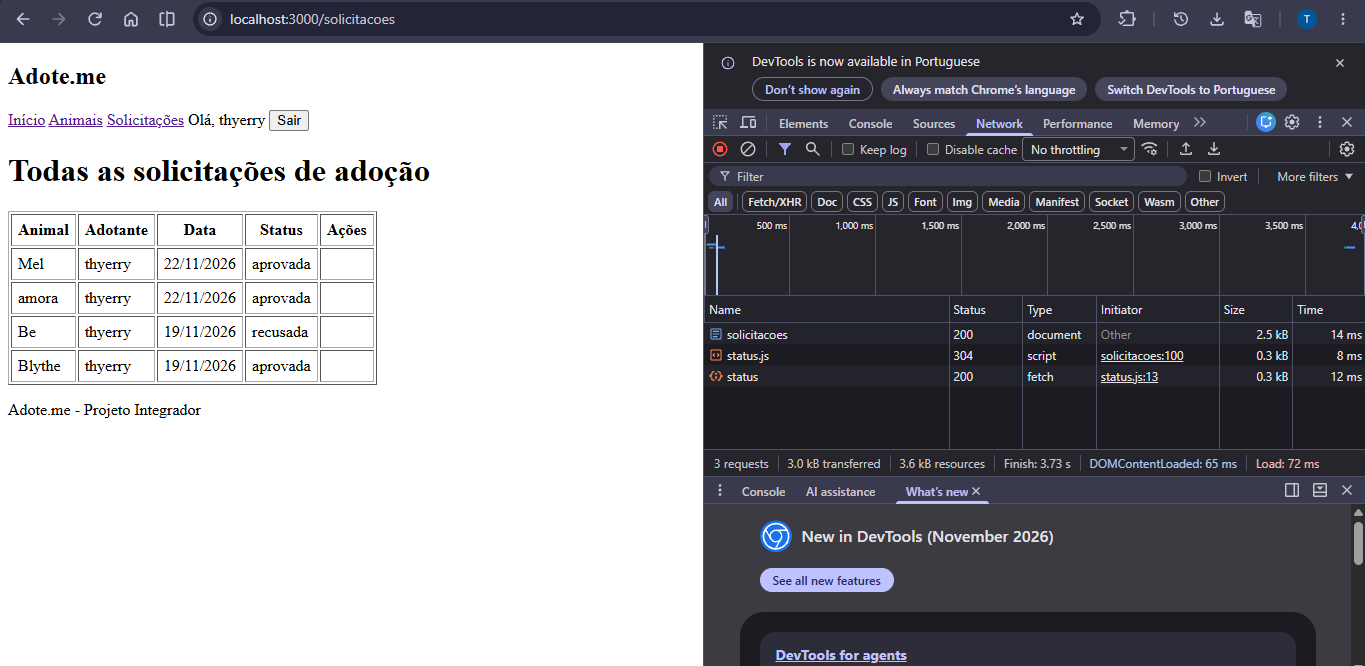 localhost:3000/solicitacoes
T
Adote.me
Início Animais Solicitações Olá, thyerry Sair
Todas as solicitações de adoção
Animal Adotante Data Status Ações
Mel thyerry 22/11/2026 aprovada
amora thyerry 22/11/2026 aprovada
Be thyerry 19/11/2026 recusada
Blythe thyerry 19/11/2026 aprovada
Adote.me - Projeto Integrador
DevTools is now available in Portuguese
Don't show again Always match Chrome's language Switch DevTools to Portuguese
Elements Console Sources Network Performance Memory
Keep log Disable cache No throttling
Filter Invert More filters
All Fetch/XHR Doc CSS JS Font Img Media Manifest Socket Wasm Other
500 ms 1,000 ms 1,500 ms 2,000 ms 2,500 ms 3,000 ms 3,500 ms 4,0
Name Status Type Initiator Size Time
solicitacoes 200 document Other 2.5 kB 14 ms
status.js 304 script solicitacoes:100 0.3 kB 8 ms
status 200 fetch status.js:13 0.3 kB 12 ms
3 requests 3.0 kB transferred 3.6 kB resources Finish: 3.73 s DOMContentLoaded: 65 ms Load: 72 ms
Console AI assistance What's new
New in DevTools (November 2026)
See all new features
DevTools for agents